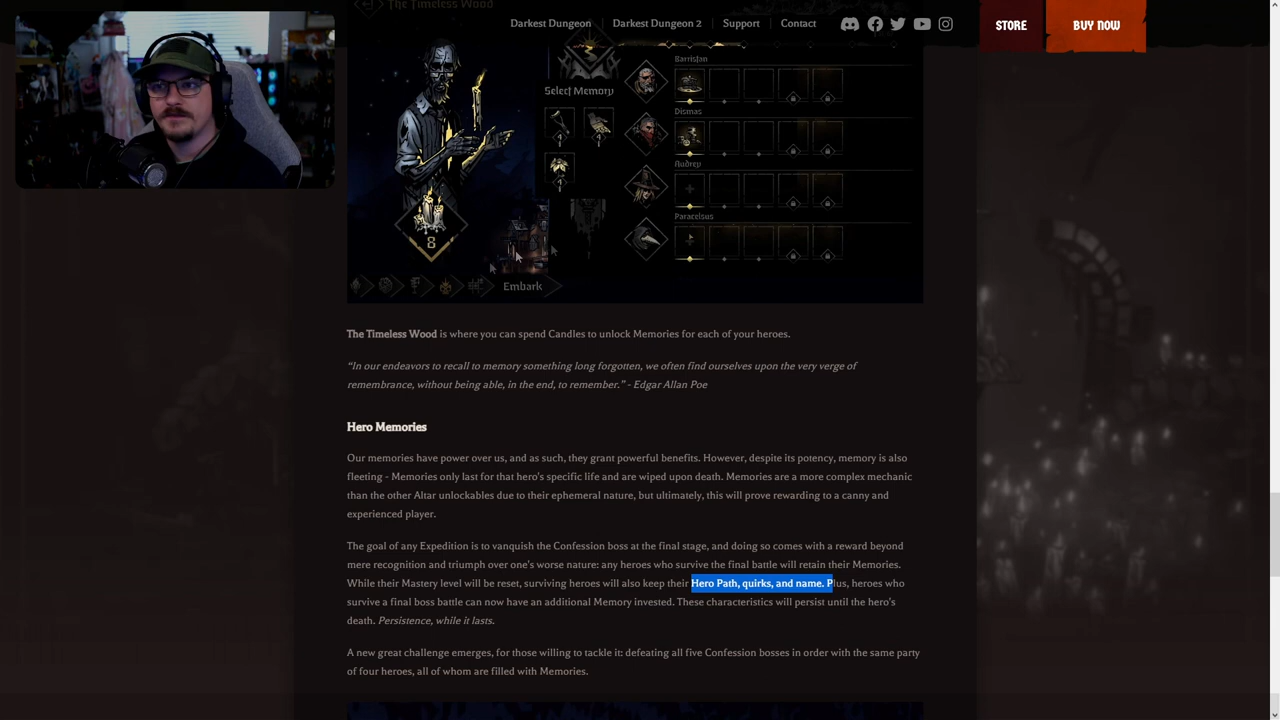 The Timeless Wood
Darkest Dungeon
Darkest Dungeon 2
Support
Contact
STORE
BUY NOW
Select Memory
4
4
4
8
Barristan
Dismas
Audrey
Paracelsus
Embark
The Timeless Wood is where you can spend Candles to unlock Memories for each of your heroes.
“In our endeavors to recall to memory something long forgotten, we often find ourselves upon the very verge of
remembrance, without being able, in the end, to remember.” - Edgar Allan Poe
Hero Memories
Our memories have power over us, and as such, they grant powerful benefits. However, despite its potency, memory is also
fleeting - Memories only last for that hero's specific life and are wiped upon death. Memories are a more complex mechanic
than the other Altar unlockables due to their ephemeral nature, but ultimately, this will prove rewarding to a canny and
experienced player.
The goal of any Expedition is to vanquish the Confession boss at the final stage, and doing so comes with a reward beyond
mere recognition and triumph over one's worse nature: any heroes who survive the final battle will retain their Memories.
While their Mastery level will be reset, surviving heroes will also keep their Hero Path, quirks, and name. Plus, heroes who
survive a final boss battle can now have an additional Memory invested. These characteristics will persist until the hero's
death. Persistence, while it lasts.
A new great challenge emerges, for those willing to tackle it: defeating all five Confession bosses in order with the same party
of four heroes, all of whom are filled with Memories.